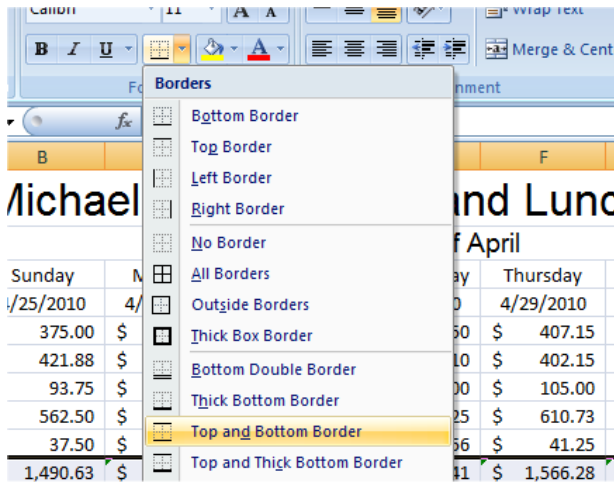 Calibri 11 A A Wrap Text
B I U A Merge & Cent
Fo nment
Borders
fx
Bottom Border
Top Border
Left Border
Right Border
No Border
All Borders
Outside Borders
Thick Box Border
Bottom Double Border
Thick Bottom Border
Top and Bottom Border
Top and Thick Bottom Border
B F
Michael and Lunc
f April
Sunday M ay Thursday
4/25/2010 4/ 0 4/29/2010
375.00 $ 50 $ 407.15
421.88 $ 10 $ 402.15
93.75 $ 00 $ 105.00
562.50 $ 25 $ 610.73
37.50 $ 56 $ 41.25
1,490.63 $ 41 $ 1,566.28